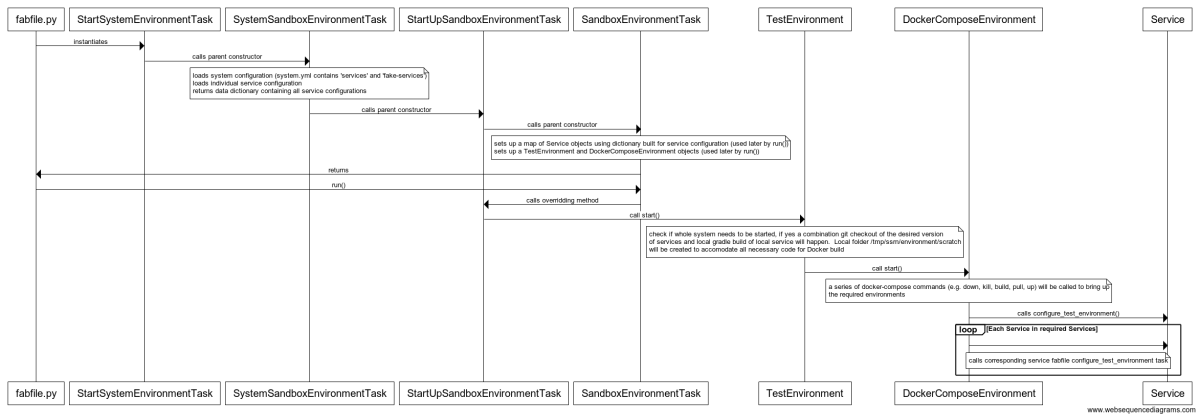 fabfile.py
StartSystemEnvironmentTask
SystemSandboxEnvironmentTask
StartUpSandboxEnvironmentTask
SandboxEnvironmentTask
TestEnvironment
DockerComposeEnvironment
Service
instantiates
calls parent constructor
loads system configuration (system.yml contains 'services' and 'fake-services')
loads individual service configuration
returns data dictionary containing all service configurations
calls parent constructor
calls parent constructor
sets up a map of Service objects using dictionary built for service configuration (used later by run())
sets up a TestEnvironment and DockerComposeEnvironment objects (used later by run())
returns
run()
calls overridding method
call start()
check if whole system needs to be started, if yes a combination git checkout of the desired version
of services and local gradle build of local service will happen. Local folder /tmp/ssm/environment/scratch
will be created to accomodate all necessary code for Docker build
call start()
a series of docker-compose commands (e.g. down, kill, build, pull, up) will be called to bring up
the required environments
calls configure_test_environment()
loop
[Each Service in required Services]
calls corresponding service fabfile configure_test_environment task
fabfile.py
StartSystemEnvironmentTask
SystemSandboxEnvironmentTask
StartUpSandboxEnvironmentTask
SandboxEnvironmentTask
TestEnvironment
DockerComposeEnvironment
Service
www.websequencediagrams.com